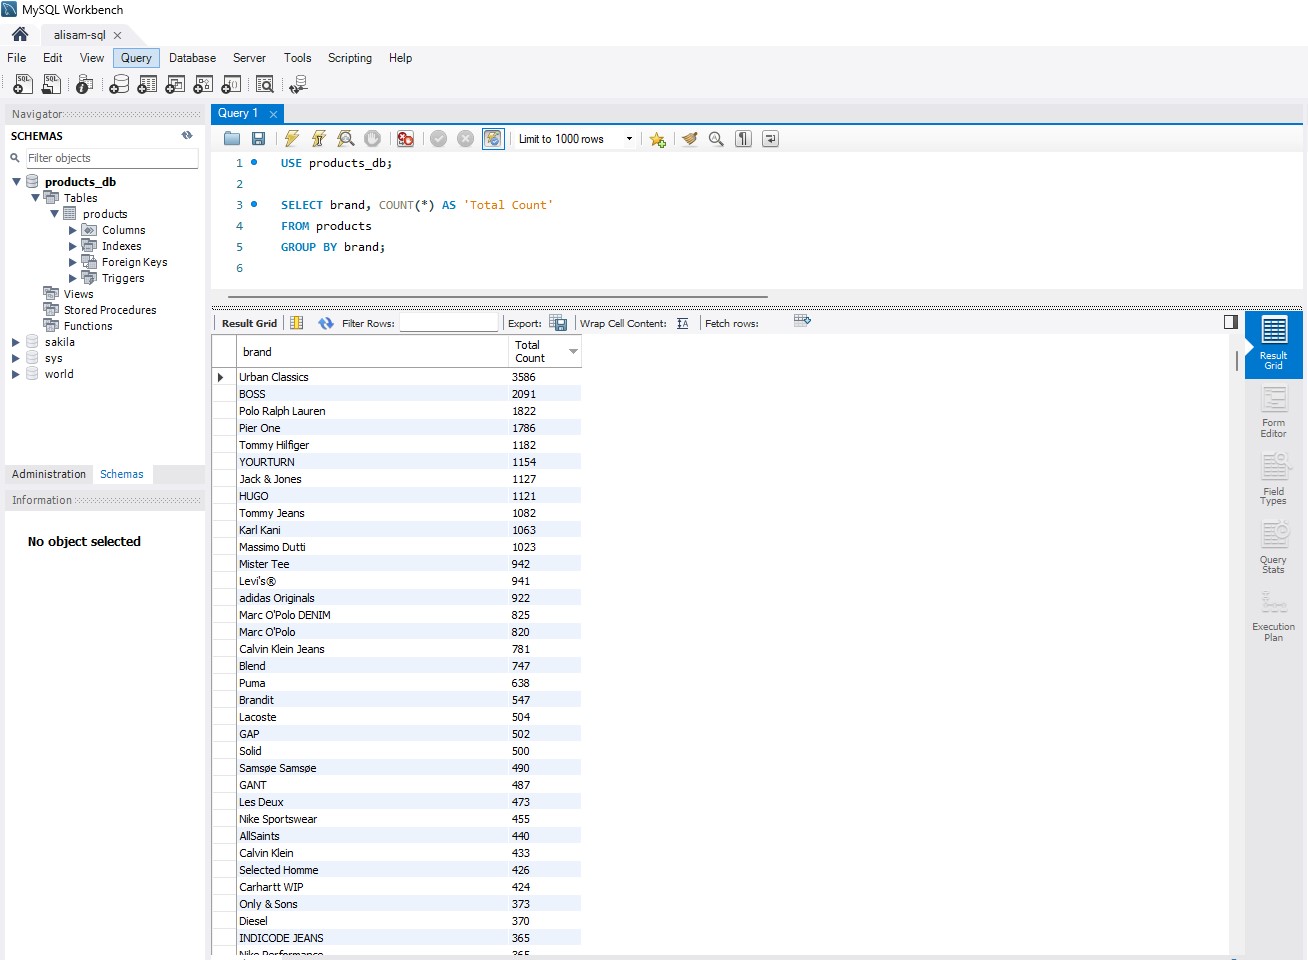 MySQL Workbench
alisam-sql
File Edit View Query Database Server Tools Scripting Help
Navigator
SCHEMAS
Filter objects
products_db
Tables
products
Columns
Indexes
Foreign Keys
Triggers
Views
Stored Procedures
Functions
sakila
sys
world
Administration Schemas
Information
No object selected
Query 1
Limit to 1000 rows
1 USE products_db;
2
3 SELECT brand, COUNT(*) AS 'Total Count'
4 FROM products
5 GROUP BY brand;
6
Result Grid Filter Rows: Export: Wrap Cell Content: Fetch rows:
brand Total Count
Urban Classics 3586
BOSS 2091
Polo Ralph Lauren 1822
Pier One 1786
Tommy Hilfiger 1182
YOURTURN 1154
Jack & Jones 1127
HUGO 1121
Tommy Jeans 1082
Karl Kani 1063
Massimo Dutti 1023
Mister Tee 942
Levi's® 941
adidas Originals 922
Marc O'Polo DENIM 825
Marc O'Polo 820
Calvin Klein Jeans 781
Blend 747
Puma 638
Brandit 547
Lacoste 504
GAP 502
Solid 500
Samsøe Samsøe 490
GANT 487
Les Deux 473
Nike Sportswear 455
AllSaints 440
Calvin Klein 433
Selected Homme 426
Carhartt WIP 424
Only & Sons 373
Diesel 370
INDICODE JEANS 365
Nike Performance 365
Result
Grid
Form
Editor
Field
Types
Query
Stats
Execution
Plan